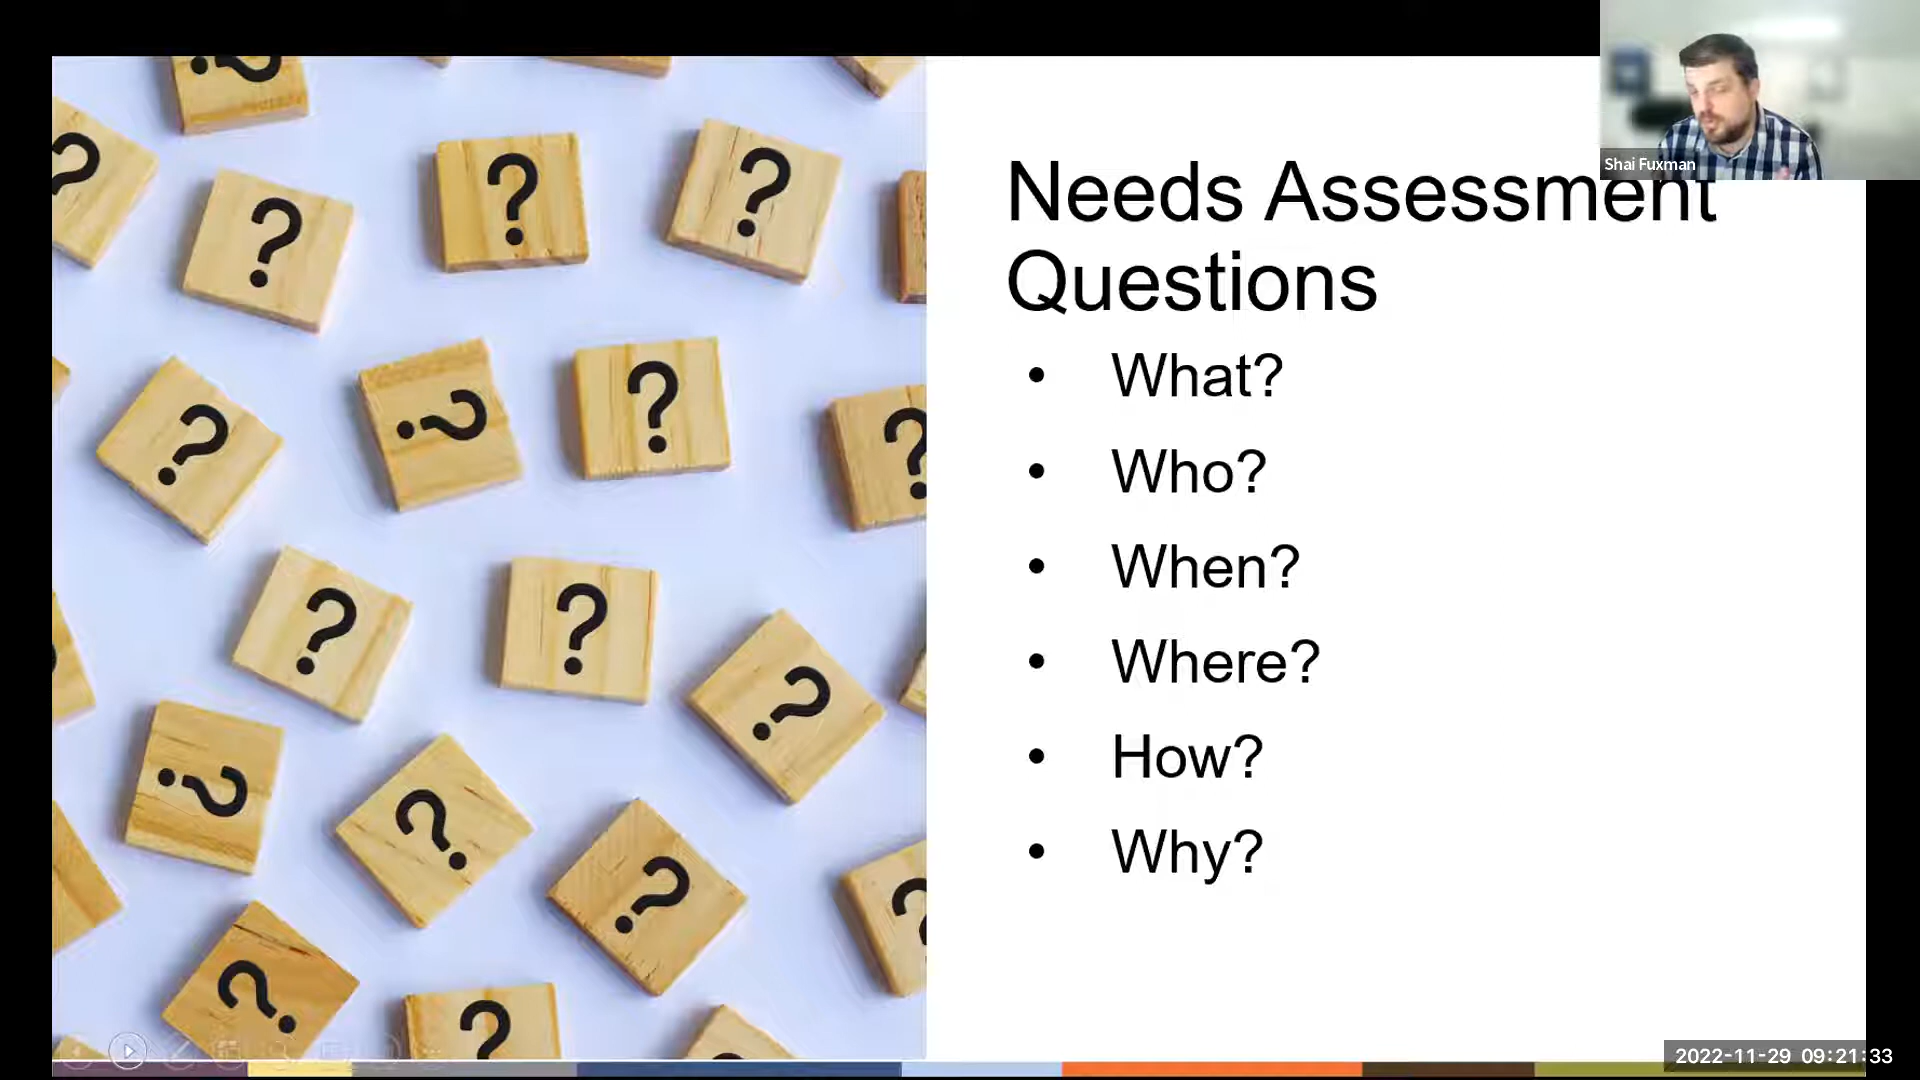 Shai Fuxman
Needs Assessment
Questions
• What?
• Who?
• When?
• Where?
• How?
• Why?
2022-11-29 09:21:33